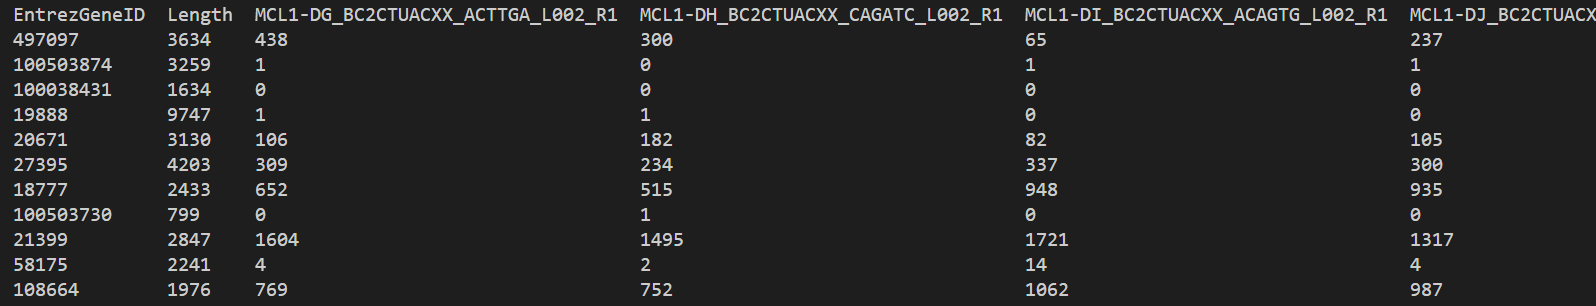 EntrezGeneID Length MCL1-DG_BC2CTUACXX_ACTTGA_L002_R1 MCL1-DH_BC2CTUACXX_CAGATC_L002_R1 MCL1-DI_BC2CTUACXX_ACAGTG_L002_R1 MCL1-DJ_BC2CTUACX
497097 3634 438 300 65 237
100503874 3259 1 0 1 1
100038431 1634 0 0 0 0
19888 9747 1 1 0 0
20671 3130 106 182 82 105
27395 4203 309 234 337 300
18777 2433 652 515 948 935
100503730 799 0 1 0 0
21399 2847 1604 1495 1721 1317
58175 2241 4 2 14 4
108664 1976 769 752 1062 987